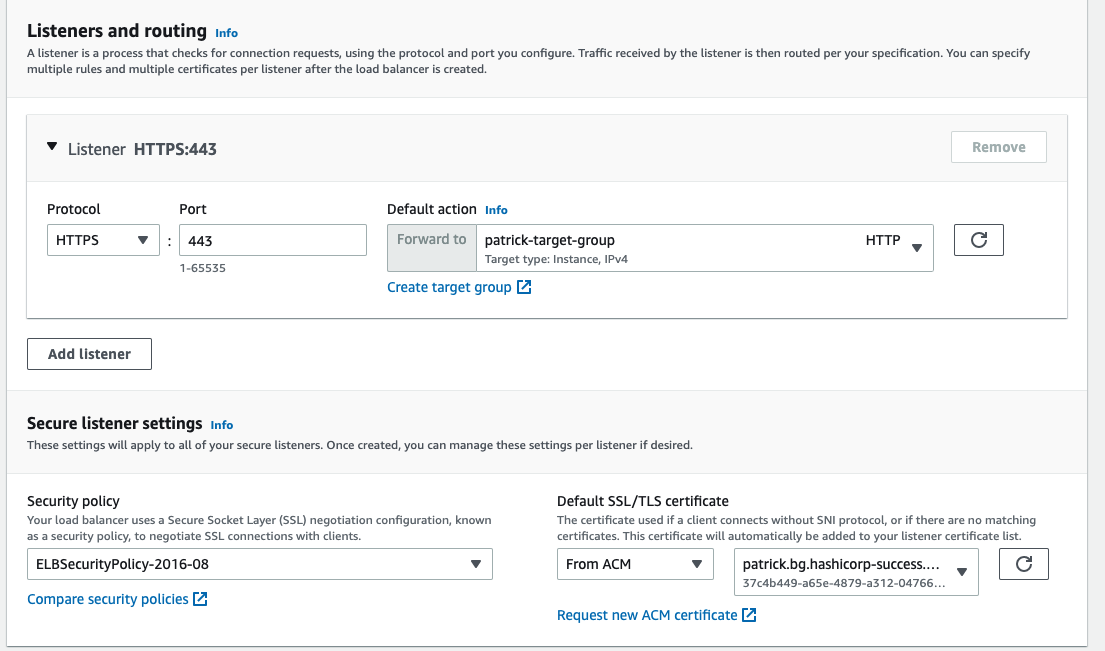 Listeners and routing Info
A listener is a process that checks for connection requests, using the protocol and port you configure. Traffic received by the listener is then routed per your specification. You can specify
multiple rules and multiple certificates per listener after the load balancer is created.
Listener HTTPS:443
Remove
Protocol
Port
Default action Info
HTTPS
:
443
Forward to
patrick-target-group
HTTP
Target type: Instance, IPv4
1-65535
Create target group
Add listener
Secure listener settings Info
These settings will apply to all of your secure listeners. Once created, you can manage these settings per listener if desired.
Security policy
Your load balancer uses a Secure Socket Layer (SSL) negotiation configuration, known
as a security policy, to negotiate SSL connections with clients.
ELBSecurityPolicy-2016-08
Compare security policies
Default SSL/TLS certificate
The certificate used if a client connects without SNI protocol, or if there are no matching
certificates. This certificate will automatically be added to your listener certificate list.
From ACM
patrick.bg.hashicorp-success....
37c4b449-a65e-4879-a312-04766...
Request new ACM certificate